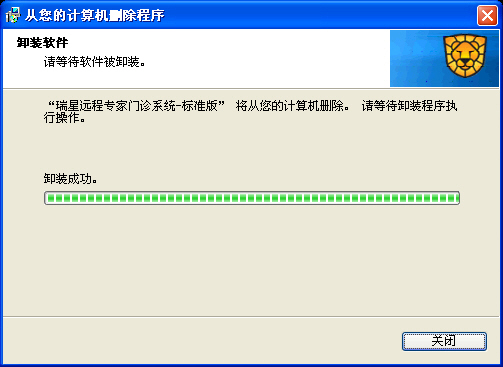 从您的计算机删除程序
卸装软件
请等待软件被卸装。
“瑞星远程专家门诊系统-标准版” 将从您的计算机删除。 请等待卸装程序执
行操作。
卸装成功。
关闭